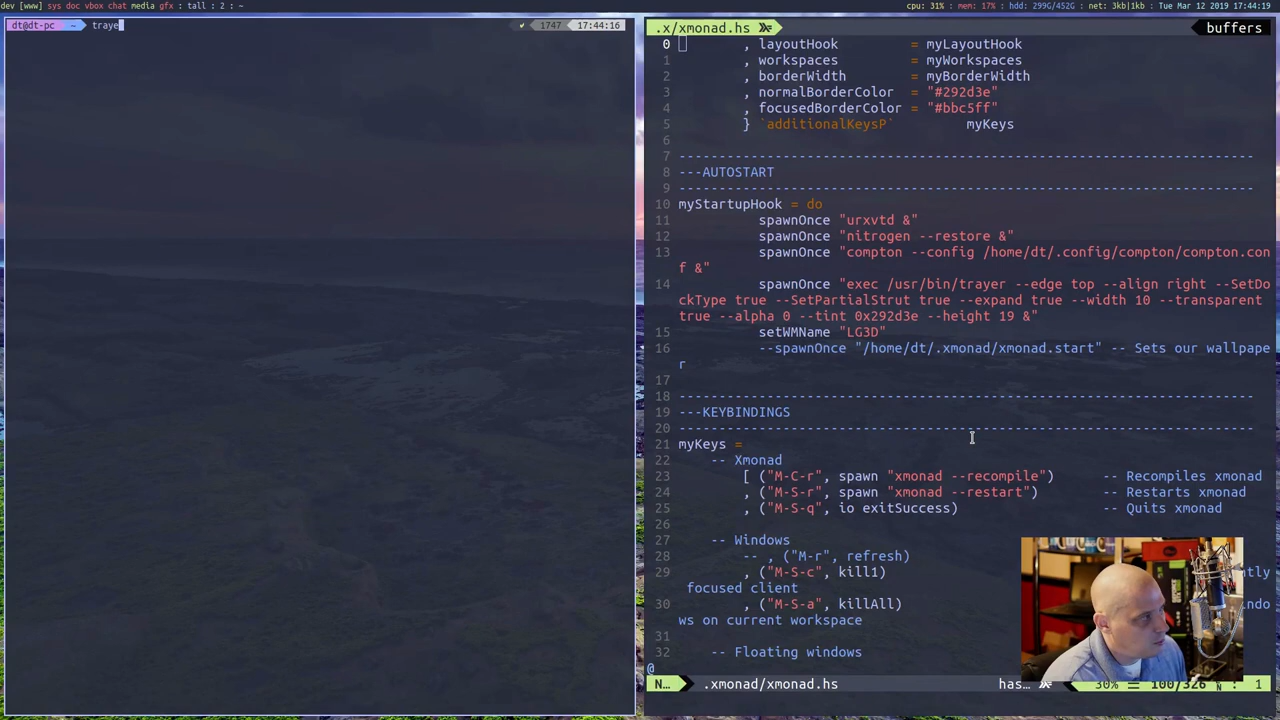 dev [www] sys doc vbox chat media gfx : tall : 2 : ~
cpu: 31% : mem: 17% : hdd: 299G/452G : net: 3kb|1kb : Tue Mar 12 2019 17:44:19
dt@dt-pc ~ traye
✔ 1747 17:44:16
.x/xmonad.hs
buffers
0 , layoutHook = myLayoutHook
1 , workspaces = myWorkspaces
2 , borderWidth = myBorderWidth
3 , normalBorderColor = "#292d3e"
4 , focusedBorderColor = "#bbc5ff"
5 } `additionalKeysP` myKeys
6
7 ------------------------------------------------------------------------
8 ---AUTOSTART
9 ------------------------------------------------------------------------
10 myStartupHook = do
11 spawnOnce "urxvtd &"
12 spawnOnce "nitrogen --restore &"
13 spawnOnce "compton --config /home/dt/.config/compton/compton.con
f &"
14 spawnOnce "exec /usr/bin/trayer --edge top --align right --SetDo
ckType true --SetPartialStrut true --expand true --width 10 --transparent
true --alpha 0 --tint 0x292d3e --height 19 &"
15 setWMName "LG3D"
16 --spawnOnce "/home/dt/.xmonad/xmonad.start" -- Sets our wallpape
r
17
18 ------------------------------------------------------------------------
19 ---KEYBINDINGS
20 ------------------------------------------------------------------------
21 myKeys =
22 -- Xmonad
23 [ ("M-C-r", spawn "xmonad --recompile") -- Recompiles xmonad
24 , ("M-S-r", spawn "xmonad --restart") -- Restarts xmonad
25 , ("M-S-q", io exitSuccess) -- Quits xmonad
26
27 -- Windows
28 -- , ("M-r", refresh)
29 , ("M-S-c", kill1)
focused client
30 , ("M-S-a", killAll)
ws on current workspace
31
32 -- Floating windows
@
N… .xmonad/xmonad.hs has… 30% 100/326 : 1